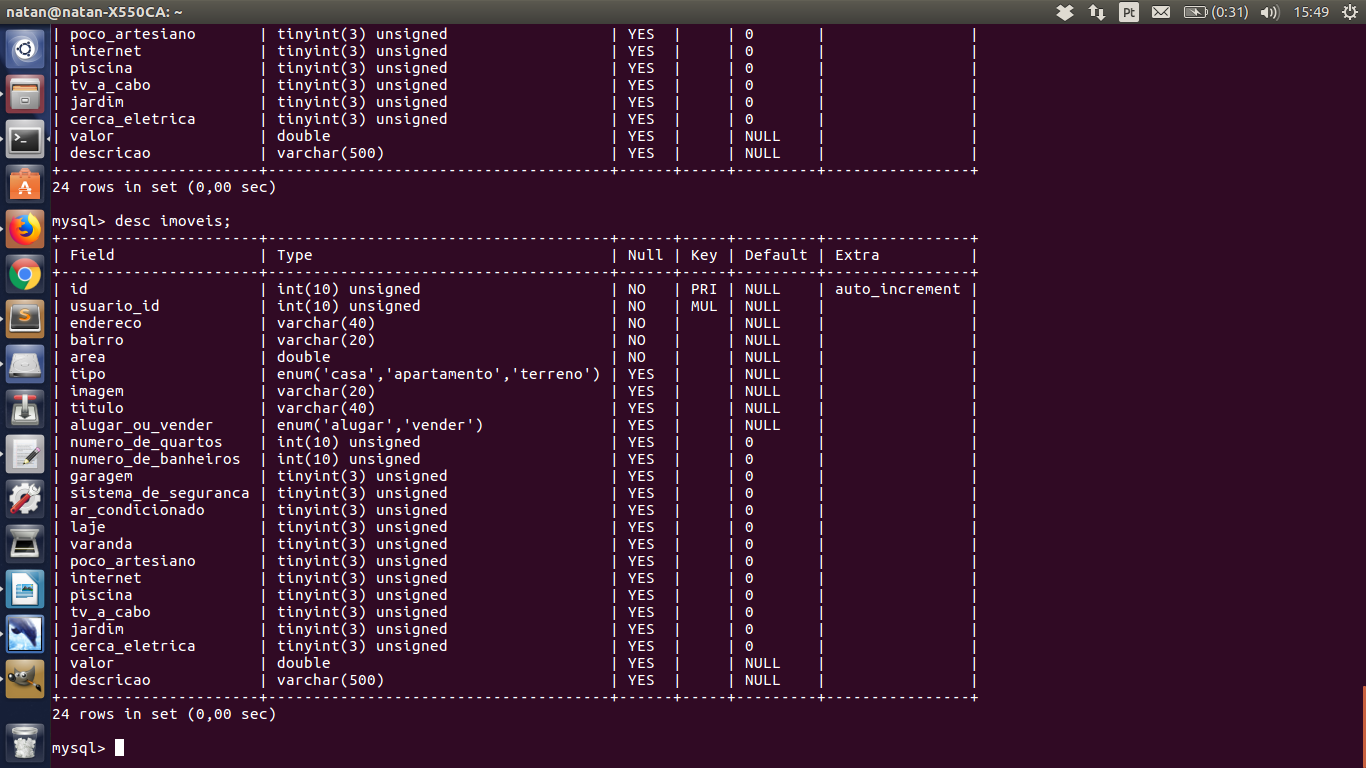 natan@natan-X550CA: ~ Pt (0:31) 15:49
| poco_artesiano       | tinyint(3) unsigned                 | YES  |     | 0       |                |
| internet             | tinyint(3) unsigned                 | YES  |     | 0       |                |
| piscina              | tinyint(3) unsigned                 | YES  |     | 0       |                |
| tv_a_cabo            | tinyint(3) unsigned                 | YES  |     | 0       |                |
| jardim               | tinyint(3) unsigned                 | YES  |     | 0       |                |
| cerca_eletrica       | tinyint(3) unsigned                 | YES  |     | 0       |                |
| valor                | double                              | YES  |     | NULL    |                |
| descricao            | varchar(500)                        | YES  |     | NULL    |                |
+----------------------+-------------------------------------+------+-----+---------+----------------+
24 rows in set (0,00 sec)
mysql> desc imoveis;
+----------------------+-------------------------------------+------+-----+---------+----------------+
| Field                | Type                                | Null | Key | Default | Extra          |
+----------------------+-------------------------------------+------+-----+---------+----------------+
| id                   | int(10) unsigned                    | NO   | PRI | NULL    | auto_increment |
| usuario_id           | int(10) unsigned                    | NO   | MUL | NULL    |                |
| endereco             | varchar(40)                         | NO   |     | NULL    |                |
| bairro               | varchar(20)                         | NO   |     | NULL    |                |
| area                 | double                              | NO   |     | NULL    |                |
| tipo                 | enum('casa','apartamento','terreno') | YES  |     | NULL    |                |
| imagem               | varchar(20)                         | YES  |     | NULL    |                |
| titulo               | varchar(40)                         | YES  |     | NULL    |                |
| alugar_ou_vender     | enum('alugar','vender')             | YES  |     | NULL    |                |
| numero_de_quartos    | int(10) unsigned                    | YES  |     | 0       |                |
| numero_de_banheiros  | int(10) unsigned                    | YES  |     | 0       |                |
| garagem              | tinyint(3) unsigned                 | YES  |     | 0       |                |
| sistema_de_seguranca | tinyint(3) unsigned                 | YES  |     | 0       |                |
| ar_condicionado      | tinyint(3) unsigned                 | YES  |     | 0       |                |
| laje                 | tinyint(3) unsigned                 | YES  |     | 0       |                |
| varanda              | tinyint(3) unsigned                 | YES  |     | 0       |                |
| poco_artesiano       | tinyint(3) unsigned                 | YES  |     | 0       |                |
| internet             | tinyint(3) unsigned                 | YES  |     | 0       |                |
| piscina              | tinyint(3) unsigned                 | YES  |     | 0       |                |
| tv_a_cabo            | tinyint(3) unsigned                 | YES  |     | 0       |                |
| jardim               | tinyint(3) unsigned                 | YES  |     | 0       |                |
| cerca_eletrica       | tinyint(3) unsigned                 | YES  |     | 0       |                |
| valor                | double                              | YES  |     | NULL    |                |
| descricao            | varchar(500)                        | YES  |     | NULL    |                |
+----------------------+-------------------------------------+------+-----+---------+----------------+
24 rows in set (0,00 sec)
mysql>